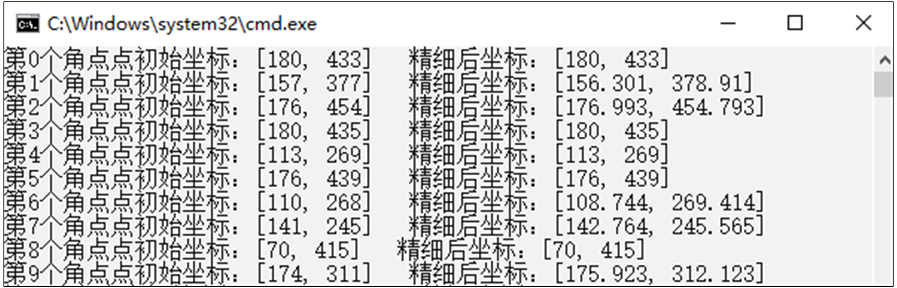 C:\Windows\system32\cmd.exe
第0个角点点初始坐标：[180, 433]   精细后坐标：[180, 433]
第1个角点点初始坐标：[157, 377]   精细后坐标：[156.301, 378.91]
第2个角点点初始坐标：[176, 454]   精细后坐标：[176.993, 454.793]
第3个角点点初始坐标：[180, 435]   精细后坐标：[180, 435]
第4个角点点初始坐标：[113, 269]   精细后坐标：[113, 269]
第5个角点点初始坐标：[176, 439]   精细后坐标：[176, 439]
第6个角点点初始坐标：[110, 268]   精细后坐标：[108.744, 269.414]
第7个角点点初始坐标：[141, 245]   精细后坐标：[142.764, 245.565]
第8个角点点初始坐标：[70, 415]   精细后坐标：[70, 415]
第9个角点点初始坐标：[174, 311]   精细后坐标：[175.923, 312.123]